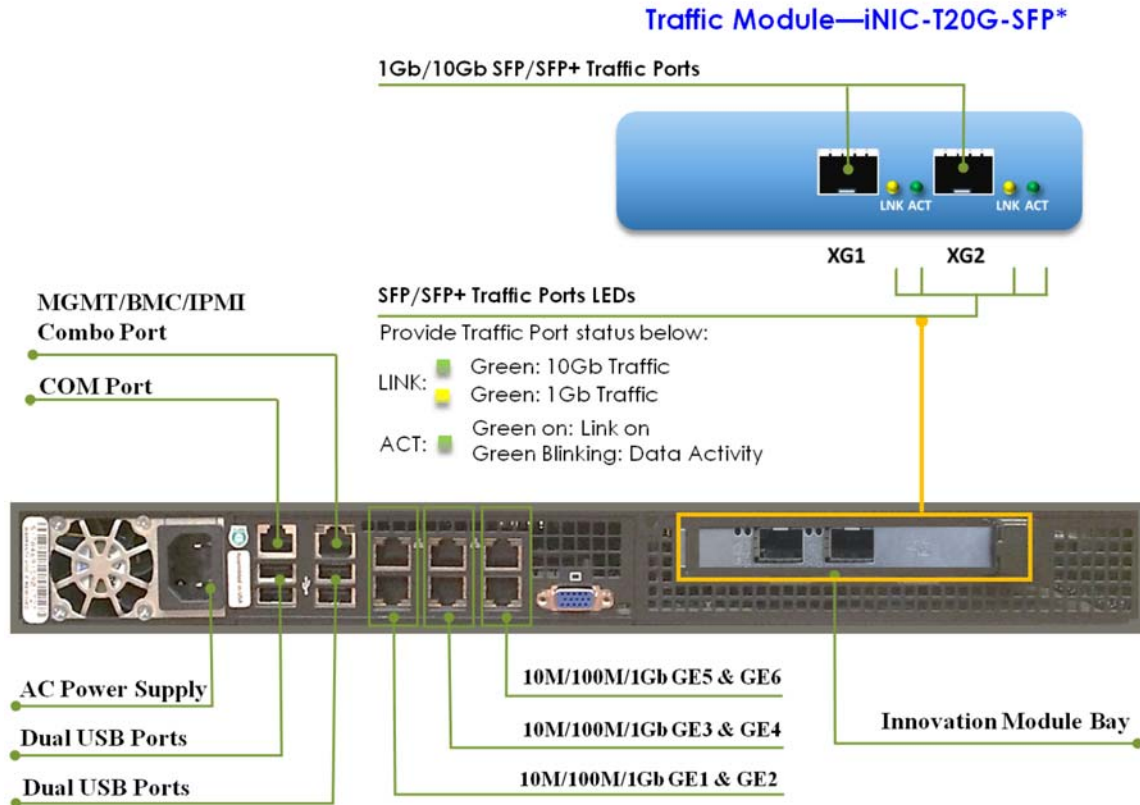 Traffic Module—iNIC-T20G-SFP*
1Gb/10Gb SFP/SFP+ Traffic Ports
LNK ACT
LNK ACT
XG1
XG2
SFP/SFP+ Traffic Ports LEDs
Provide Traffic Port status below:
LINK:
Green: 10Gb Traffic
Green: 1Gb Traffic
ACT:
Green on: Link on
Green Blinking: Data Activity
MGMT/BMC/IPMI
Combo Port
COM Port
AC Power Supply
Dual USB Ports
Dual USB Ports
10M/100M/1Gb GE5 & GE6
10M/100M/1Gb GE3 & GE4
10M/100M/1Gb GE1 & GE2
Innovation Module Bay